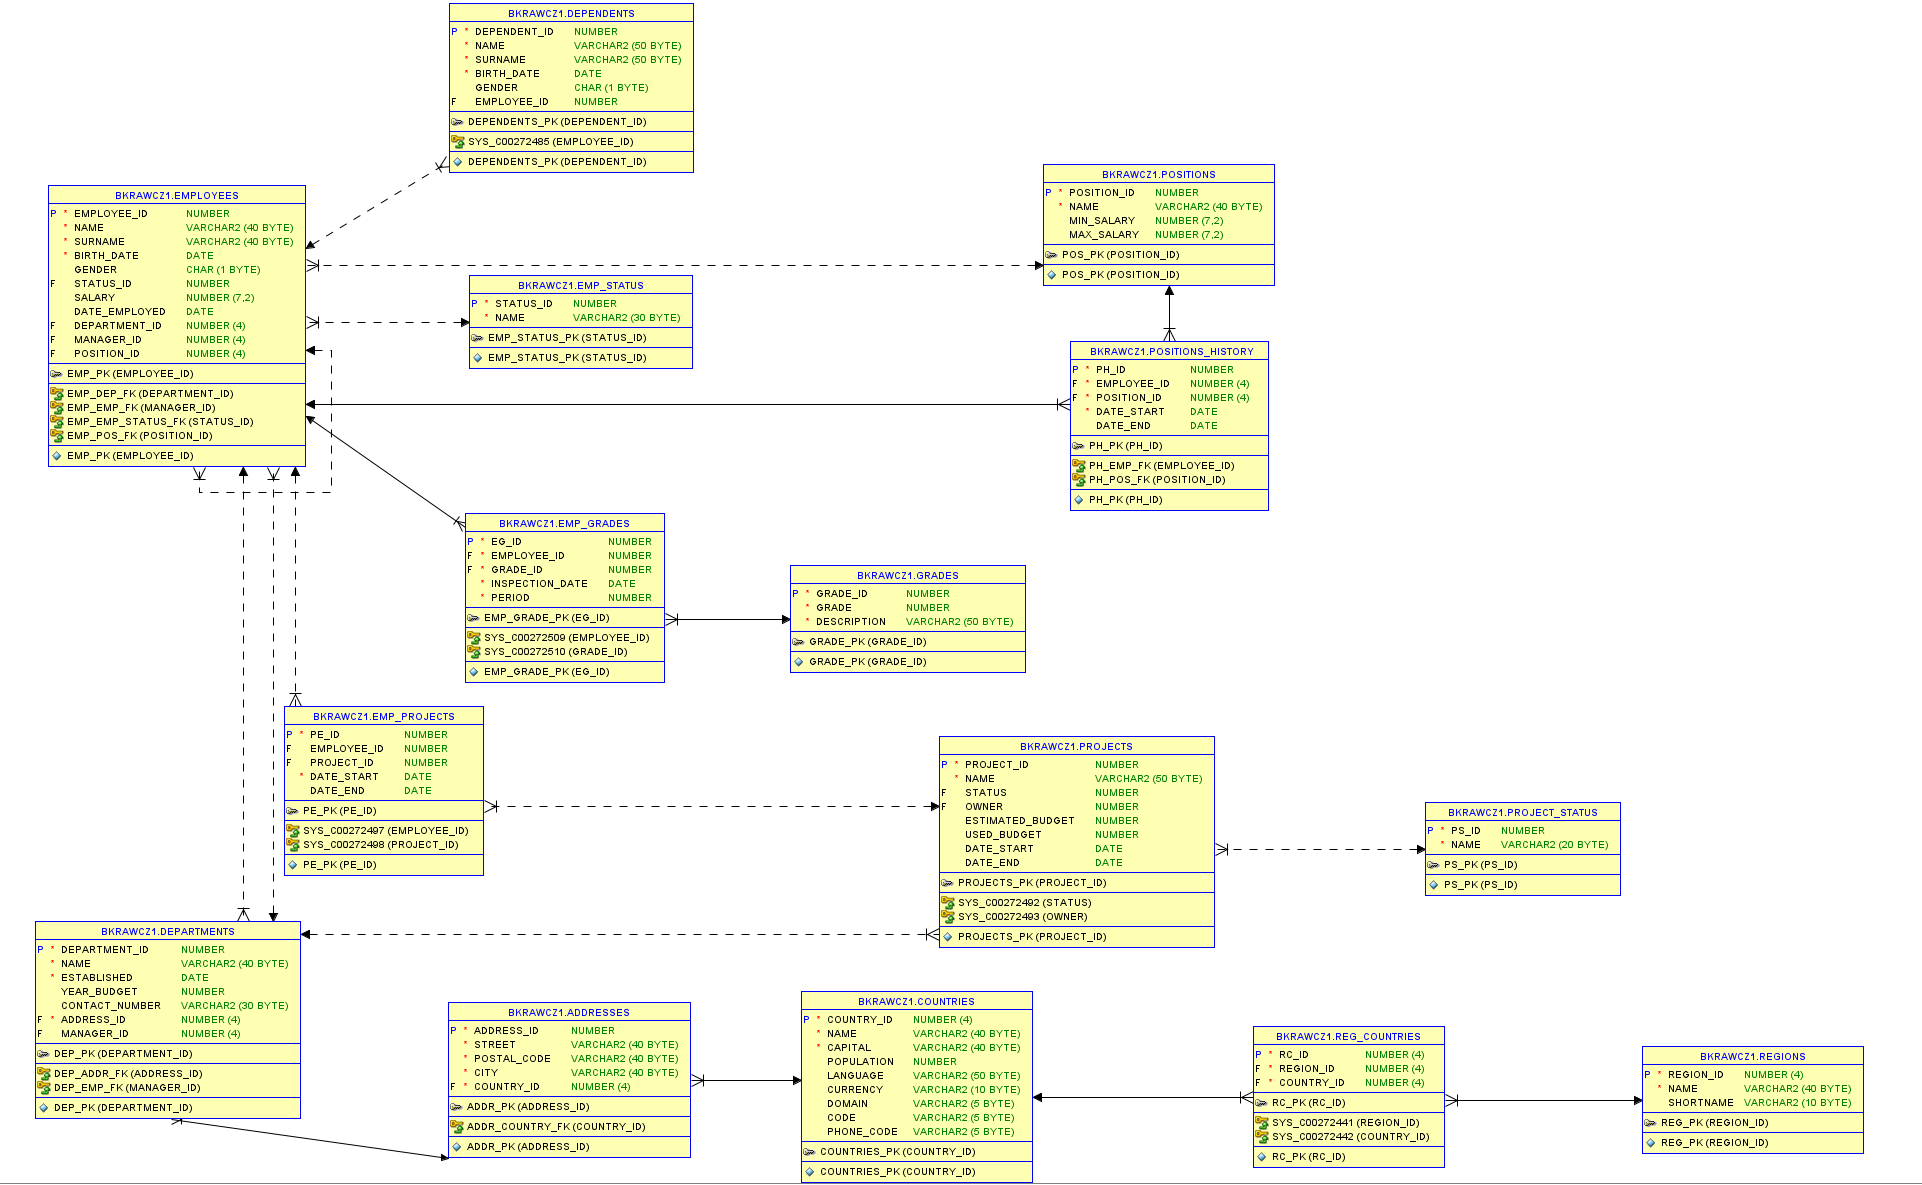 BKRAWCZ1.DEPENDENTS
P * DEPENDENT_ID NUMBER
* NAME VARCHAR2 (50 BYTE)
* SURNAME VARCHAR2 (50 BYTE)
* BIRTH_DATE DATE
GENDER CHAR (1 BYTE)
F EMPLOYEE_ID NUMBER
DEPENDENTS_PK (DEPENDENT_ID)
SYS_C00272485 (EMPLOYEE_ID)
DEPENDENTS_PK (DEPENDENT_ID)
BKRAWCZ1.EMPLOYEES
P * EMPLOYEE_ID NUMBER
* NAME VARCHAR2 (40 BYTE)
* SURNAME VARCHAR2 (40 BYTE)
* BIRTH_DATE DATE
GENDER CHAR (1 BYTE)
F STATUS_ID NUMBER
SALARY NUMBER (7,2)
DATE_EMPLOYED DATE
F DEPARTMENT_ID NUMBER (4)
F MANAGER_ID NUMBER (4)
F POSITION_ID NUMBER (4)
EMP_PK (EMPLOYEE_ID)
EMP_DEP_FK (DEPARTMENT_ID)
EMP_EMP_FK (MANAGER_ID)
EMP_EMP_STATUS_FK (STATUS_ID)
EMP_POS_FK (POSITION_ID)
EMP_PK (EMPLOYEE_ID)
BKRAWCZ1.POSITIONS
P * POSITION_ID NUMBER
* NAME VARCHAR2 (40 BYTE)
MIN_SALARY NUMBER (7,2)
MAX_SALARY NUMBER (7,2)
POS_PK (POSITION_ID)
POS_PK (POSITION_ID)
BKRAWCZ1.EMP_STATUS
P * STATUS_ID NUMBER
* NAME VARCHAR2 (30 BYTE)
EMP_STATUS_PK (STATUS_ID)
EMP_STATUS_PK (STATUS_ID)
BKRAWCZ1.POSITIONS_HISTORY
P * PH_ID NUMBER
F * EMPLOYEE_ID NUMBER (4)
F * POSITION_ID NUMBER (4)
* DATE_START DATE
DATE_END DATE
PH_PK (PH_ID)
PH_EMP_FK (EMPLOYEE_ID)
PH_POS_FK (POSITION_ID)
PH_PK (PH_ID)
BKRAWCZ1.EMP_GRADES
P * EG_ID NUMBER
F * EMPLOYEE_ID NUMBER
F * GRADE_ID NUMBER
* INSPECTION_DATE DATE
* PERIOD NUMBER
EMP_GRADE_PK (EG_ID)
SYS_C00272509 (EMPLOYEE_ID)
SYS_C00272510 (GRADE_ID)
EMP_GRADE_PK (EG_ID)
BKRAWCZ1.GRADES
P * GRADE_ID NUMBER
* GRADE NUMBER
* DESCRIPTION VARCHAR2 (50 BYTE)
GRADE_PK (GRADE_ID)
GRADE_PK (GRADE_ID)
BKRAWCZ1.EMP_PROJECTS
P * PE_ID NUMBER
F EMPLOYEE_ID NUMBER
F PROJECT_ID NUMBER
* DATE_START DATE
DATE_END DATE
PE_PK (PE_ID)
SYS_C00272497 (EMPLOYEE_ID)
SYS_C00272498 (PROJECT_ID)
PE_PK (PE_ID)
BKRAWCZ1.PROJECTS
P * PROJECT_ID NUMBER
* NAME VARCHAR2 (50 BYTE)
F STATUS NUMBER
F OWNER NUMBER
ESTIMATED_BUDGET NUMBER
USED_BUDGET NUMBER
DATE_START DATE
DATE_END DATE
PROJECTS_PK (PROJECT_ID)
SYS_C00272492 (STATUS)
SYS_C00272493 (OWNER)
PROJECTS_PK (PROJECT_ID)
BKRAWCZ1.PROJECT_STATUS
P * PS_ID NUMBER
* NAME VARCHAR2 (20 BYTE)
PS_PK (PS_ID)
PS_PK (PS_ID)
BKRAWCZ1.DEPARTMENTS
P * DEPARTMENT_ID NUMBER
* NAME VARCHAR2 (40 BYTE)
* ESTABLISHED DATE
YEAR_BUDGET NUMBER
CONTACT_NUMBER VARCHAR2 (30 BYTE)
F * ADDRESS_ID NUMBER (4)
F MANAGER_ID NUMBER (4)
DEP_PK (DEPARTMENT_ID)
DEP_ADDR_FK (ADDRESS_ID)
DEP_EMP_FK (MANAGER_ID)
DEP_PK (DEPARTMENT_ID)
BKRAWCZ1.ADDRESSES
P * ADDRESS_ID NUMBER
* STREET VARCHAR2 (40 BYTE)
* POSTAL_CODE VARCHAR2 (40 BYTE)
* CITY VARCHAR2 (40 BYTE)
F * COUNTRY_ID NUMBER (4)
ADDR_PK (ADDRESS_ID)
ADDR_COUNTRY_FK (COUNTRY_ID)
ADDR_PK (ADDRESS_ID)
BKRAWCZ1.COUNTRIES
P * COUNTRY_ID NUMBER (4)
* NAME VARCHAR2 (40 BYTE)
* CAPITAL VARCHAR2 (40 BYTE)
POPULATION NUMBER
LANGUAGE VARCHAR2 (50 BYTE)
CURRENCY VARCHAR2 (10 BYTE)
DOMAIN VARCHAR2 (5 BYTE)
CODE VARCHAR2 (5 BYTE)
PHONE_CODE VARCHAR2 (5 BYTE)
COUNTRIES_PK (COUNTRY_ID)
COUNTRIES_PK (COUNTRY_ID)
BKRAWCZ1.REG_COUNTRIES
P * RC_ID NUMBER (4)
F * REGION_ID NUMBER (4)
F * COUNTRY_ID NUMBER (4)
RC_PK (RC_ID)
SYS_C00272441 (REGION_ID)
SYS_C00272442 (COUNTRY_ID)
RC_PK (RC_ID)
BKRAWCZ1.REGIONS
P * REGION_ID NUMBER (4)
* NAME VARCHAR2 (40 BYTE)
SHORTNAME VARCHAR2 (10 BYTE)
REG_PK (REGION_ID)
REG_PK (REGION_ID)